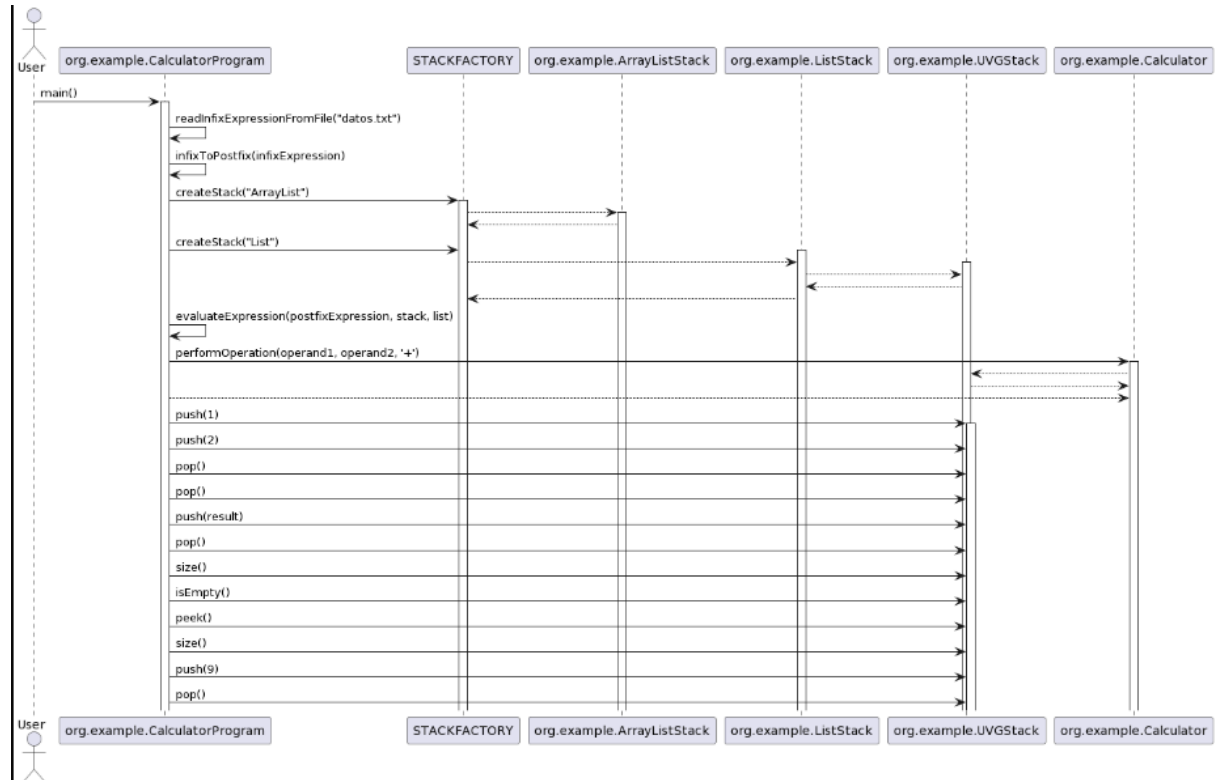 User
org.example.CalculatorProgram
STACKFACTORY
org.example.ArrayListStack
org.example.ListStack
org.example.UVGStack
org.example.Calculator
main()
readInfixExpressionFromFile("datos.txt")
infixToPostfix(infixExpression)
createStack("ArrayList")
createStack("List")
evaluateExpression(postfixExpression, stack, list)
performOperation(operand1, operand2, '+')
push(1)
push(2)
pop()
pop()
push(result)
pop()
size()
isEmpty()
peek()
size()
push(9)
pop()
User
org.example.CalculatorProgram
STACKFACTORY
org.example.ArrayListStack
org.example.ListStack
org.example.UVGStack
org.example.Calculator